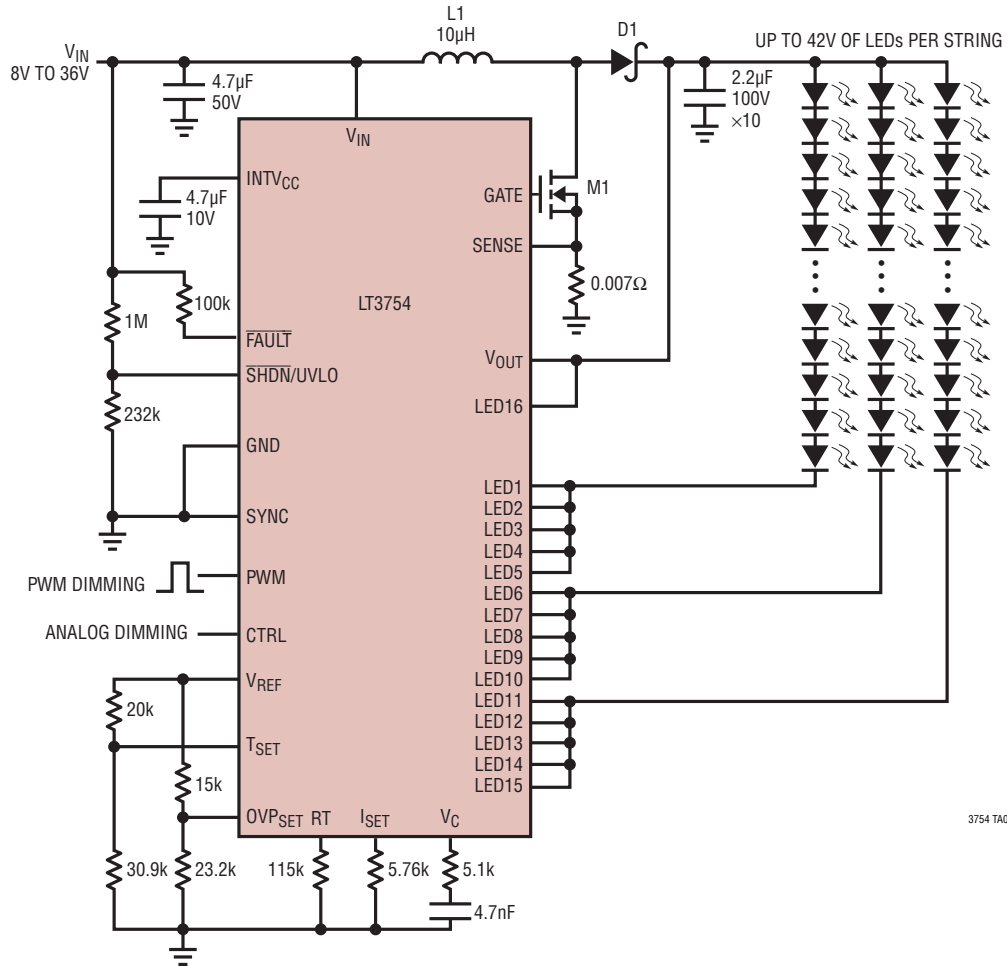 L1
10µH
D1
UP TO 42V OF LEDs PER STRING
VIN
8V TO 36V
4.7µF
50V
2.2µF
100V
×10
VIN
INTVCC
4.7µF
10V
GATE
M1
SENSE
0.007Ω
LT3754
100k
1M
FAULT
VOUT
SHDN/UVLO
LED16
232k
GND
LED1
LED2
SYNC
LED3
LED4
LED5
PWM DIMMING
PWM
LED6
LED7
ANALOG DIMMING
CTRL
LED8
LED9
LED10
VREF
LED11
20k
LED12
TSET
LED13
LED14
15k
LED15
OVPSET
RT
ISET
VC
3754 TA0
30.9k
23.2k
115k
5.76k
5.1k
4.7nF